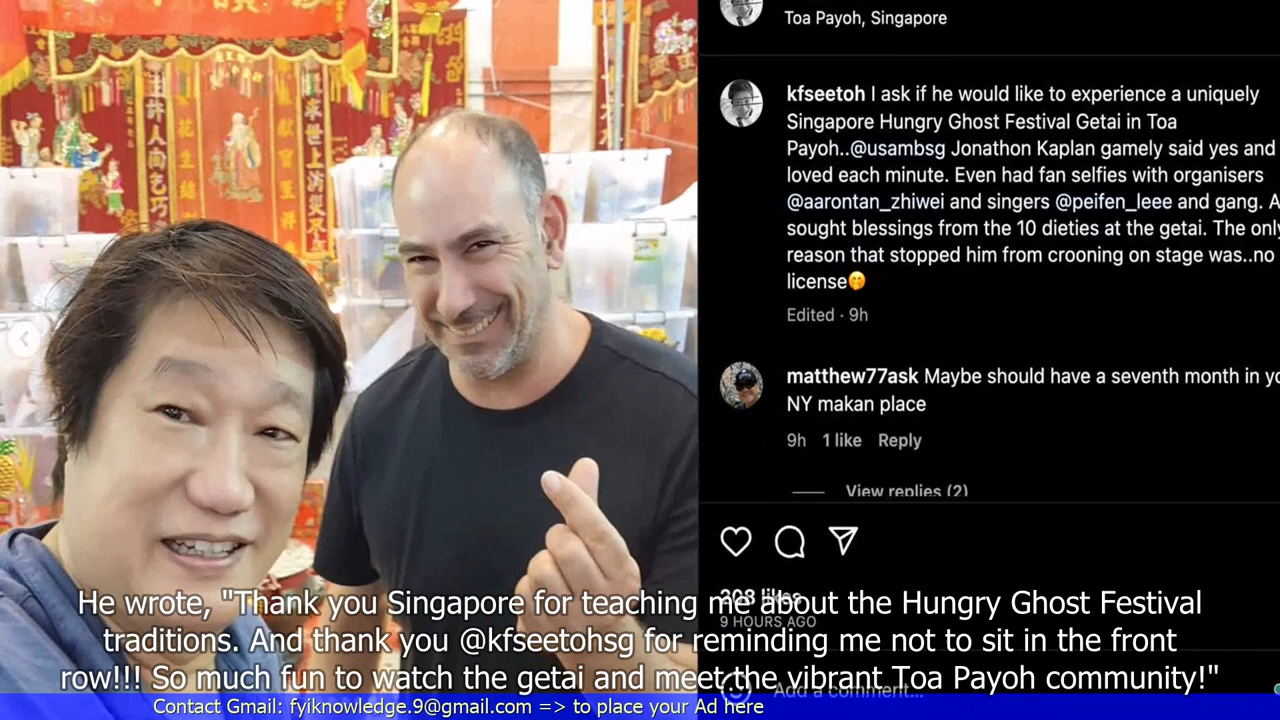 Toa Payoh, Singapore
kfseetoh I ask if he would like to experience a uniquely
Singapore Hungry Ghost Festival Getai in Toa
Payoh..@usambsg Jonathon Kaplan gamely said yes and
loved each minute. Even had fan selfies with organisers
@aarontan_zhiwei and singers @peifen_leee and gang. A
sought blessings from the 10 dieties at the getai. The only
reason that stopped him from crooning on stage was..no
license🤭
Edited · 9h
matthew77ask Maybe should have a seventh month in yo
NY makan place
9h 1 like Reply
View replies (2)
208 likes
9 HOURS AGO
Add a comment...
He wrote, "Thank you Singapore for teaching me about the Hungry Ghost Festival
traditions. And thank you @kfseetohsg for reminding me not to sit in the front
row!!! So much fun to watch the getai and meet the vibrant Toa Payoh community!"
Contact Gmail: fyiknowledge.9@gmail.com => to place your Ad here